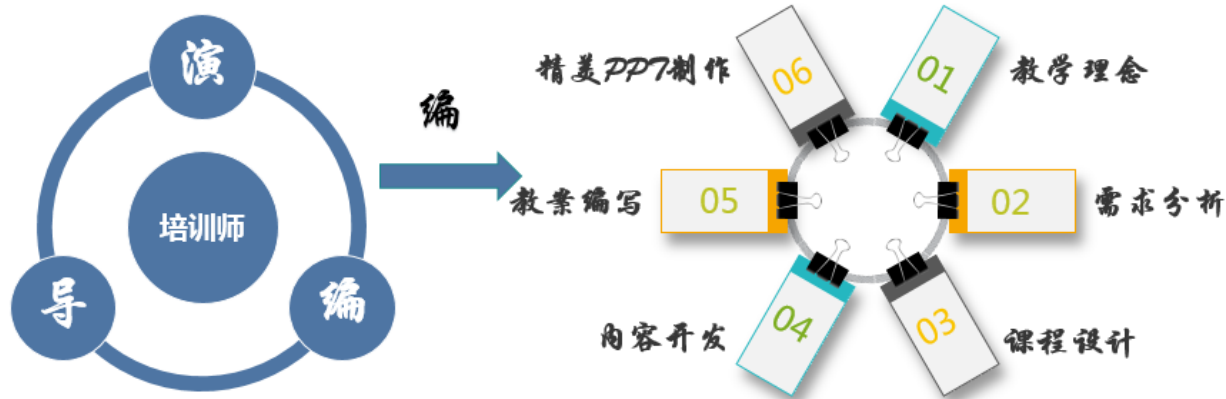 演
培训师
导
编
编
01
教学理念
02
需求分析
03
课程设计
04
内容开发
05
教案编写
06
精美PPT制作